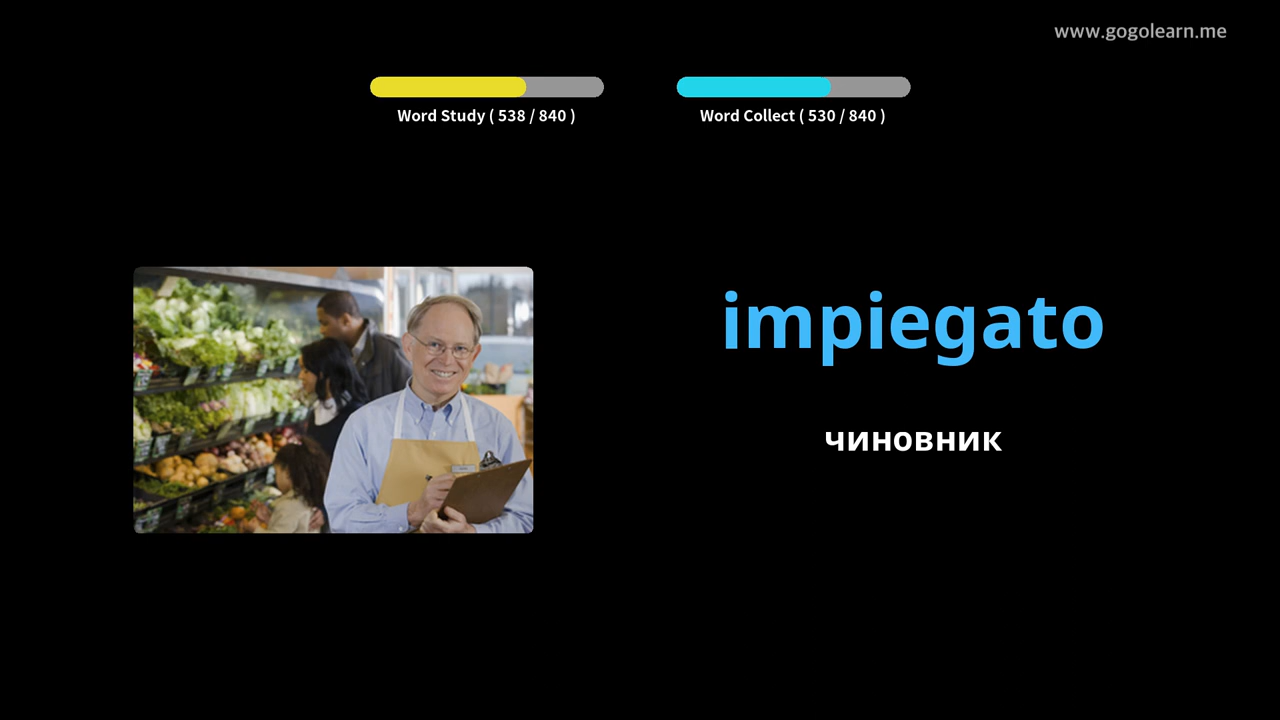 www.gogolearn.me
Word Study ( 538 / 840 )
Word Collect ( 530 / 840 )
impiegato
чиновник